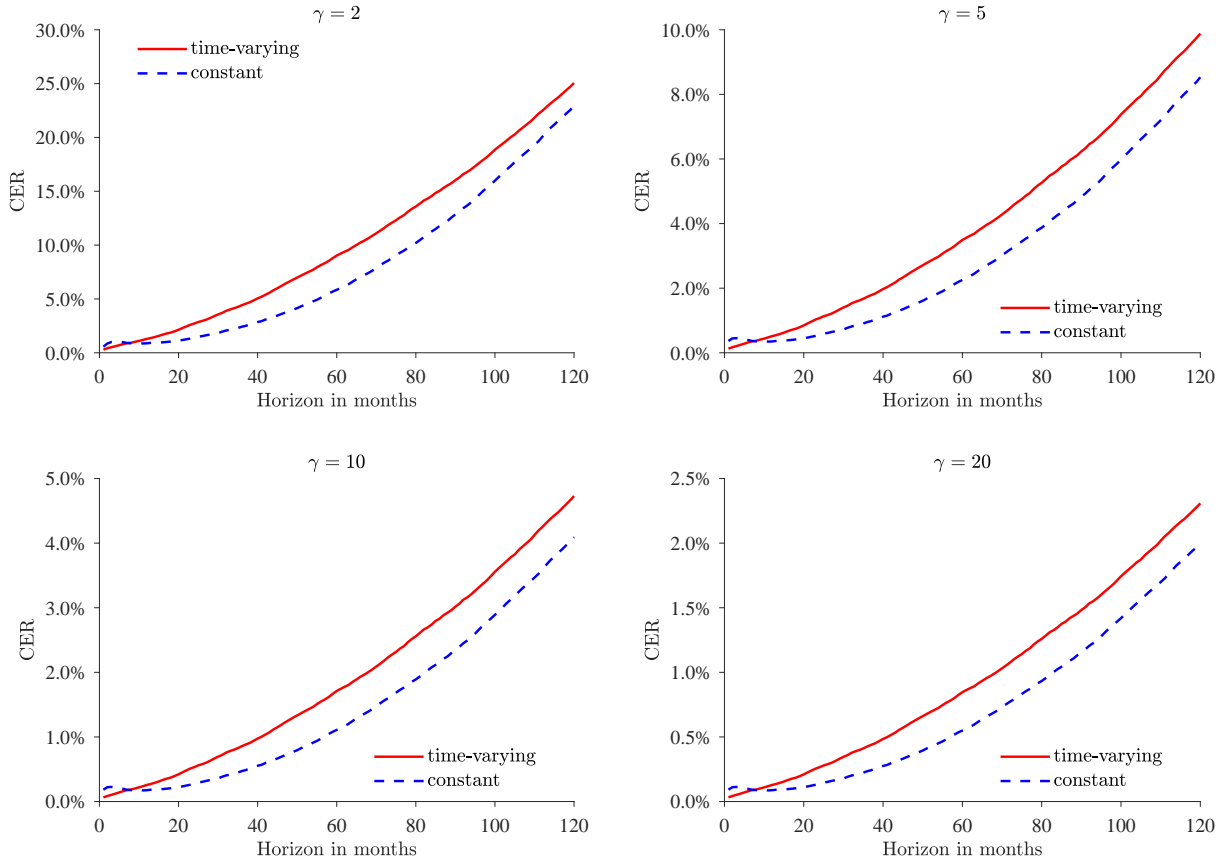 γ = 2
30.0%
25.0%
20.0%
15.0%
10.0%
5.0%
0.0%
CER
time-varying
constant
0 20 40 60 80 100 120
Horizon in months
γ = 5
10.0%
8.0%
6.0%
4.0%
2.0%
0.0%
CER
time-varying
constant
0 20 40 60 80 100 120
Horizon in months
γ = 10
5.0%
4.0%
3.0%
2.0%
1.0%
0.0%
CER
time-varying
constant
0 20 40 60 80 100 120
Horizon in months
γ = 20
2.5%
2.0%
1.5%
1.0%
0.5%
0.0%
CER
time-varying
constant
0 20 40 60 80 100 120
Horizon in months